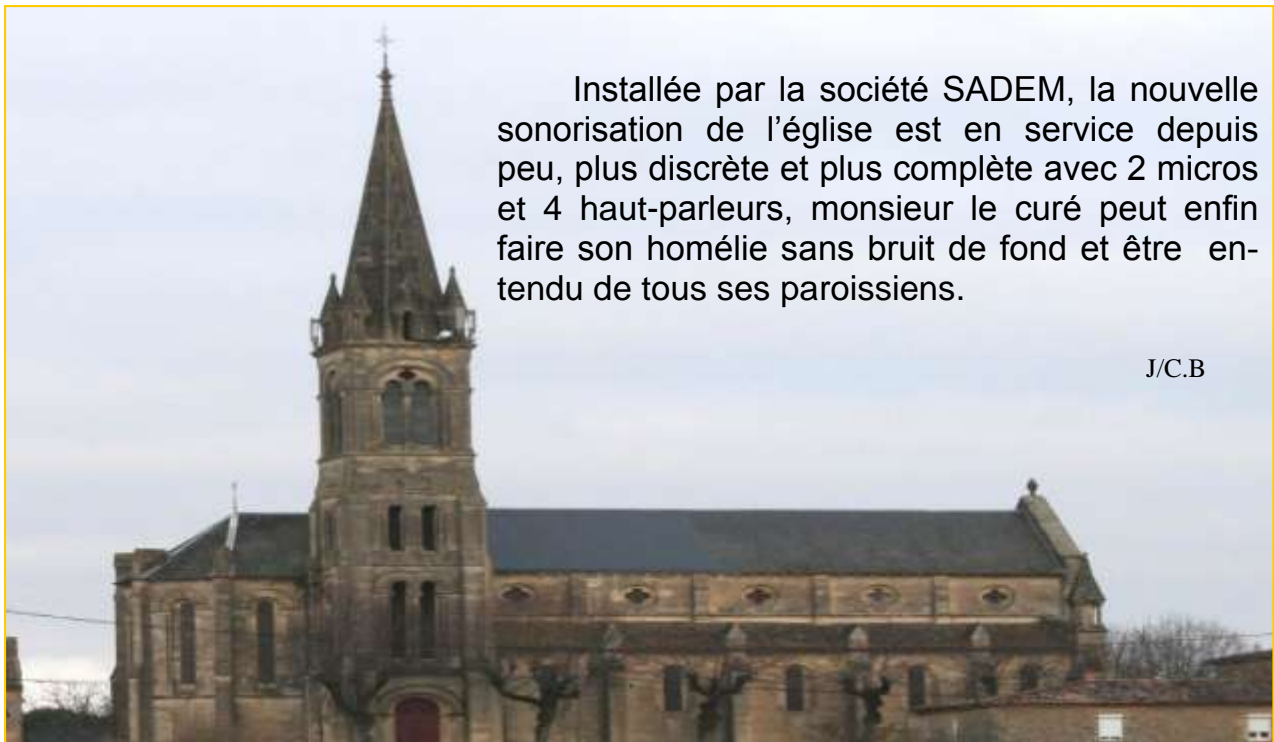 Installée par la société SADEM, la nouvelle
sonorisation de l’église est en service depuis
peu, plus discrète et plus complète avec 2 micros
et 4 haut-parleurs, monsieur le curé peut enfin
faire son homélie sans bruit de fond et être en-
tendu de tous ses paroissiens.
J/C.B